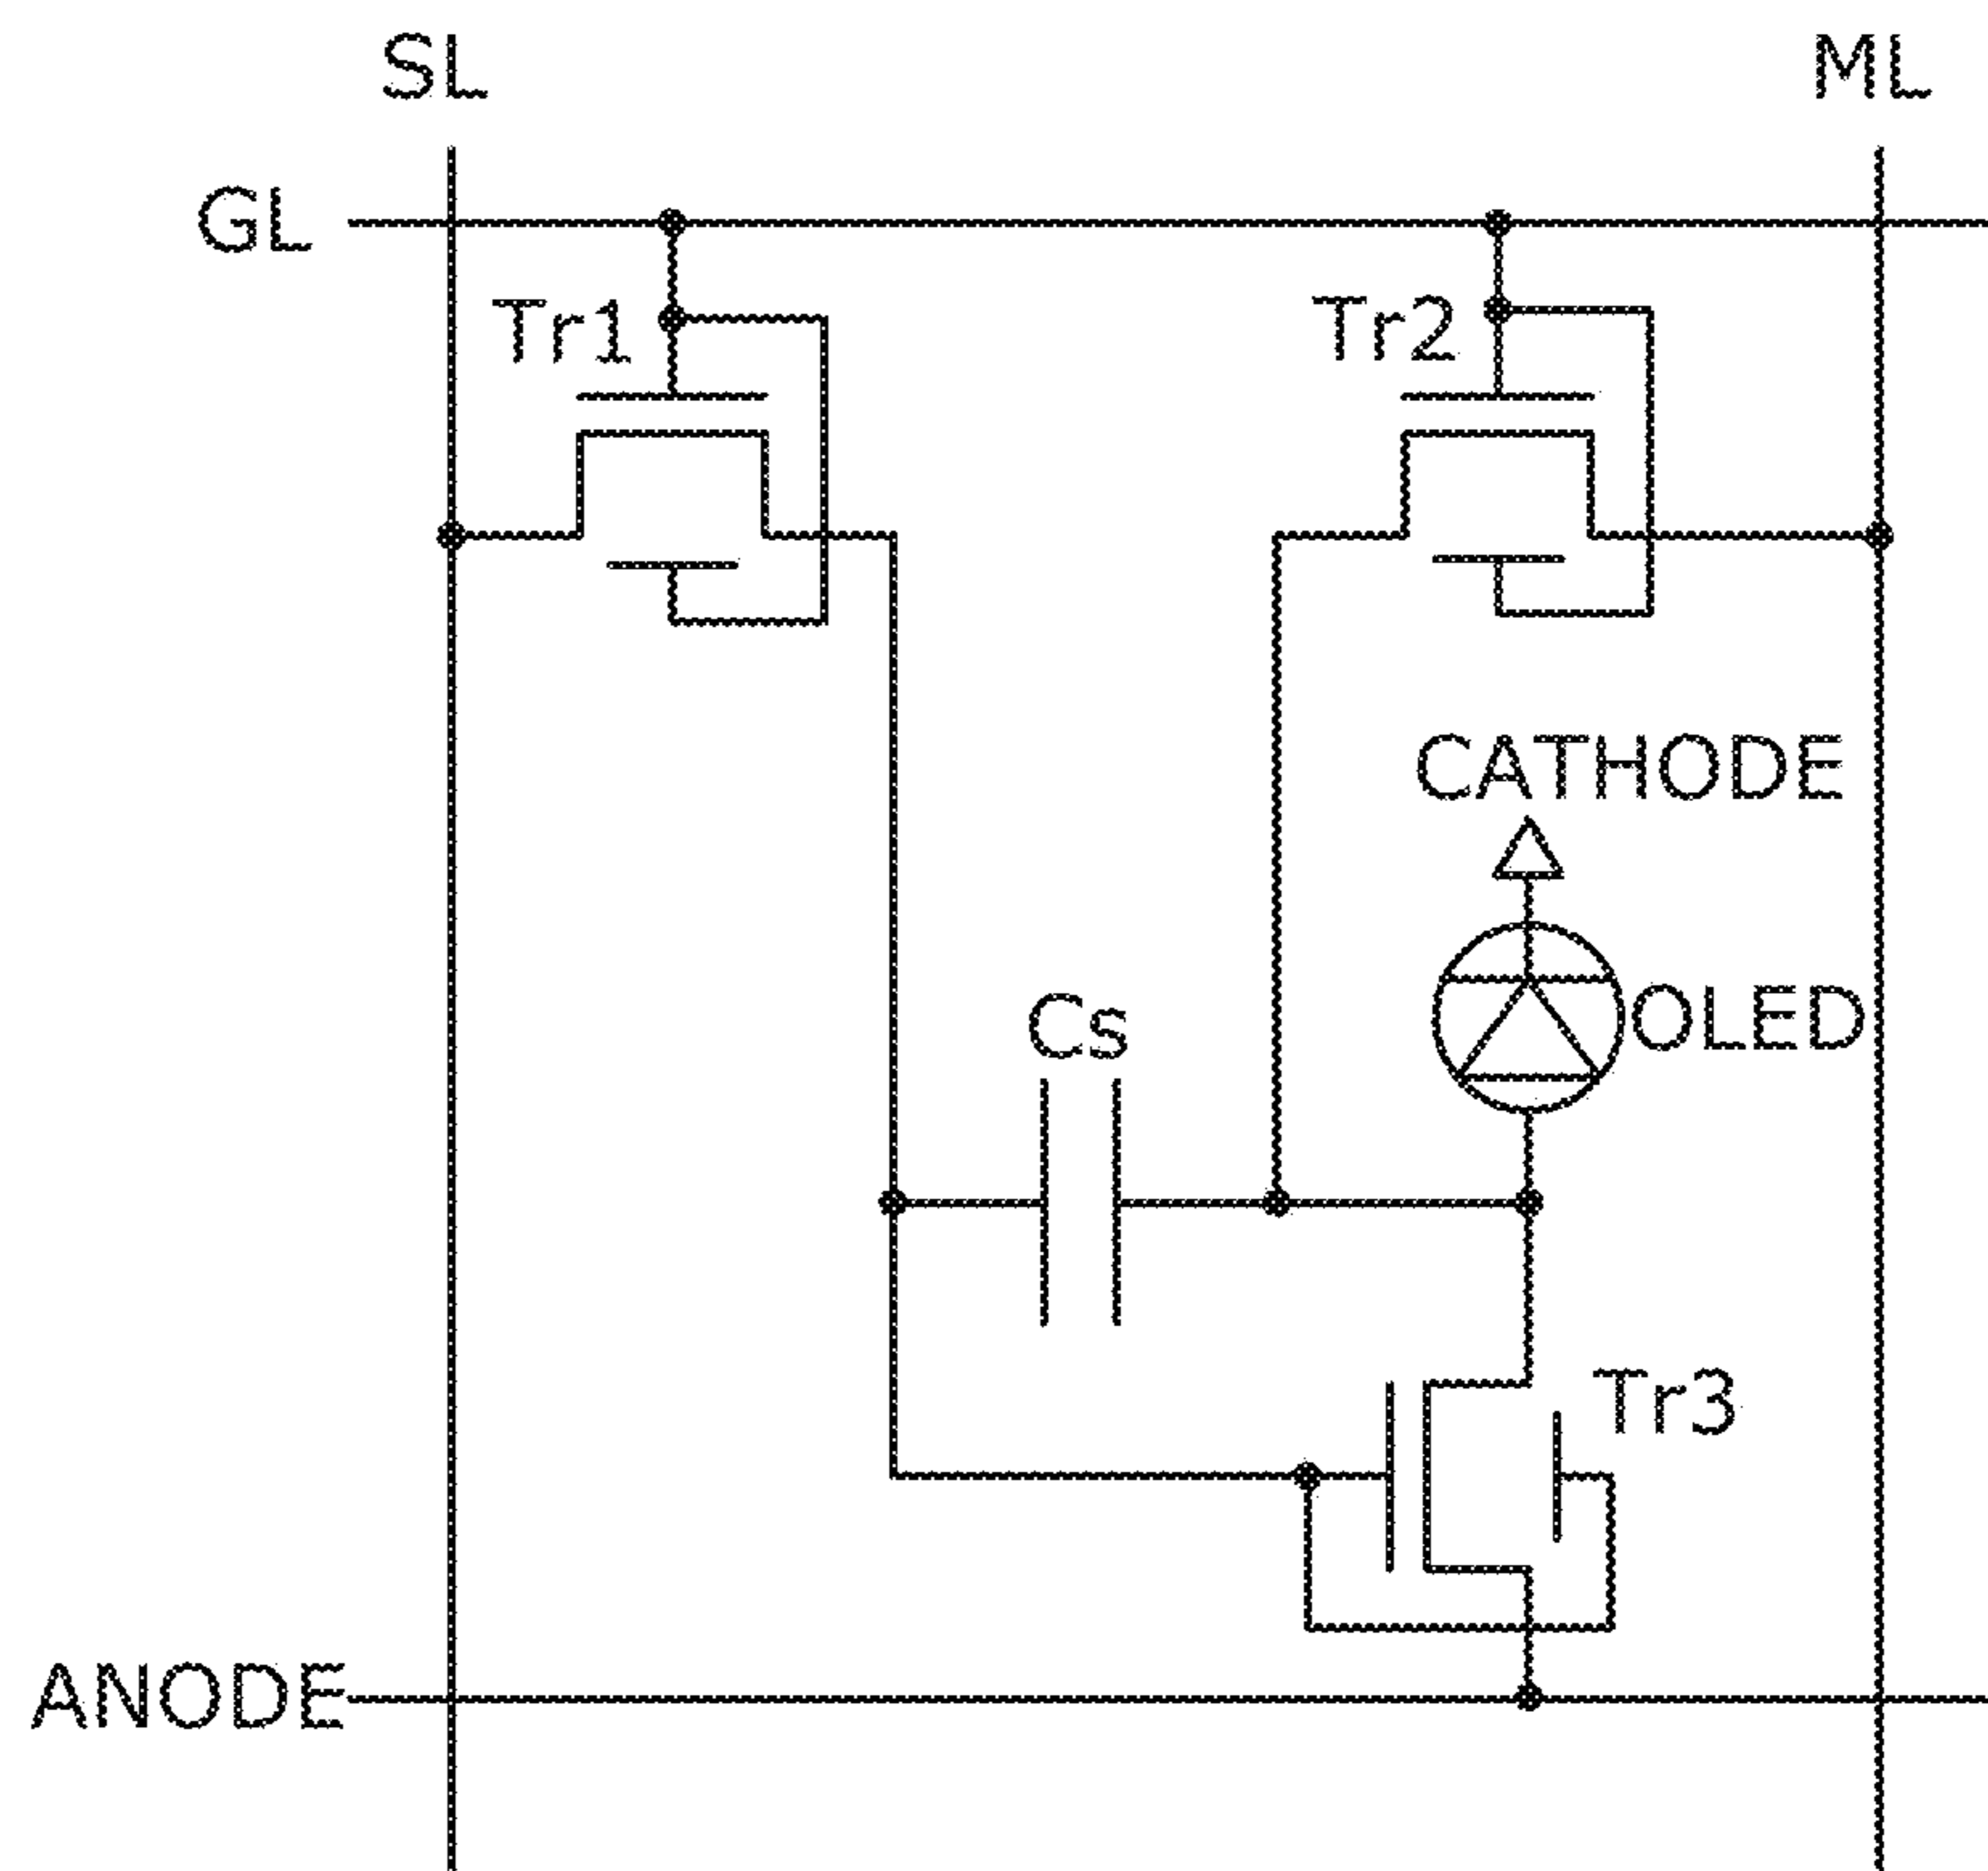 SL
ML
GL
Tr1
Tr2
CATHODE
OLED
Cs
Tr3
ANODE